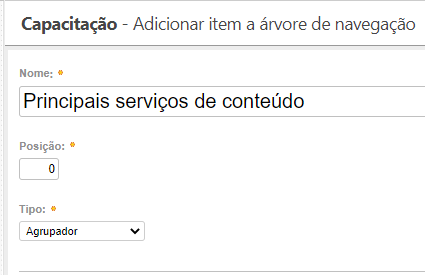 Capacitação - Adicionar item a árvore de navegação
Nome: *
Principais serviços de conteúdo
Posição: *
0
Tipo: *
Agrupador